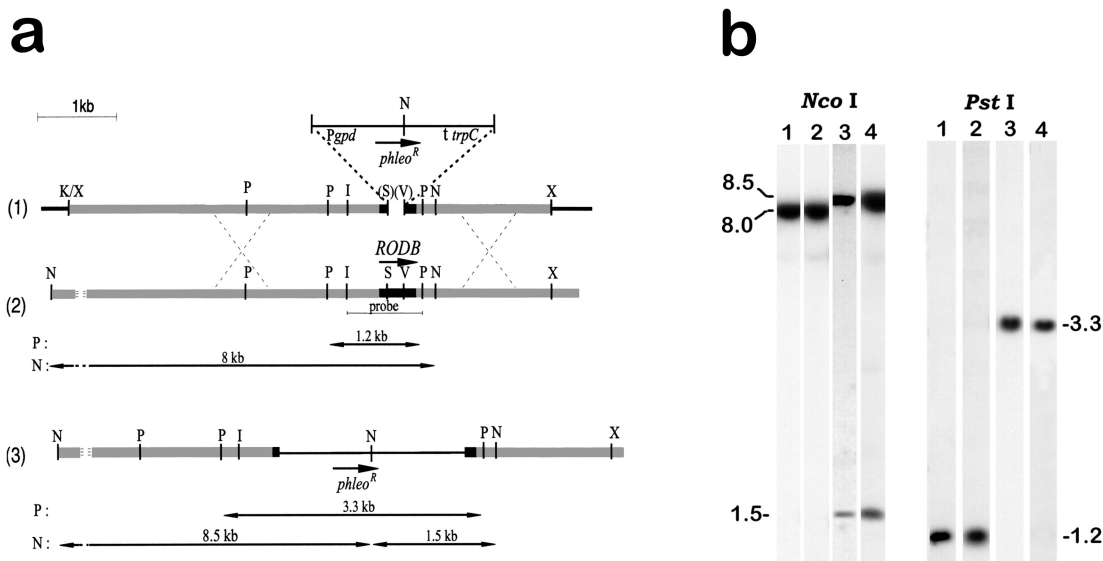 a
b
1kb
N
Pgpd
t trpC
phleoR
K/X P P I (S)(V) P N X
(1)
RODB
N P P I S V P N X
(2)
probe
P : 1.2 kb
N : 8 kb
N P P I N P N X
(3)
phleoR
P : 3.3 kb
N : 8.5 kb 1.5 kb
Nco I
1 2 3 4
8.5
8.0
1.5-
Pst I
1 2 3 4
-3.3
-1.2